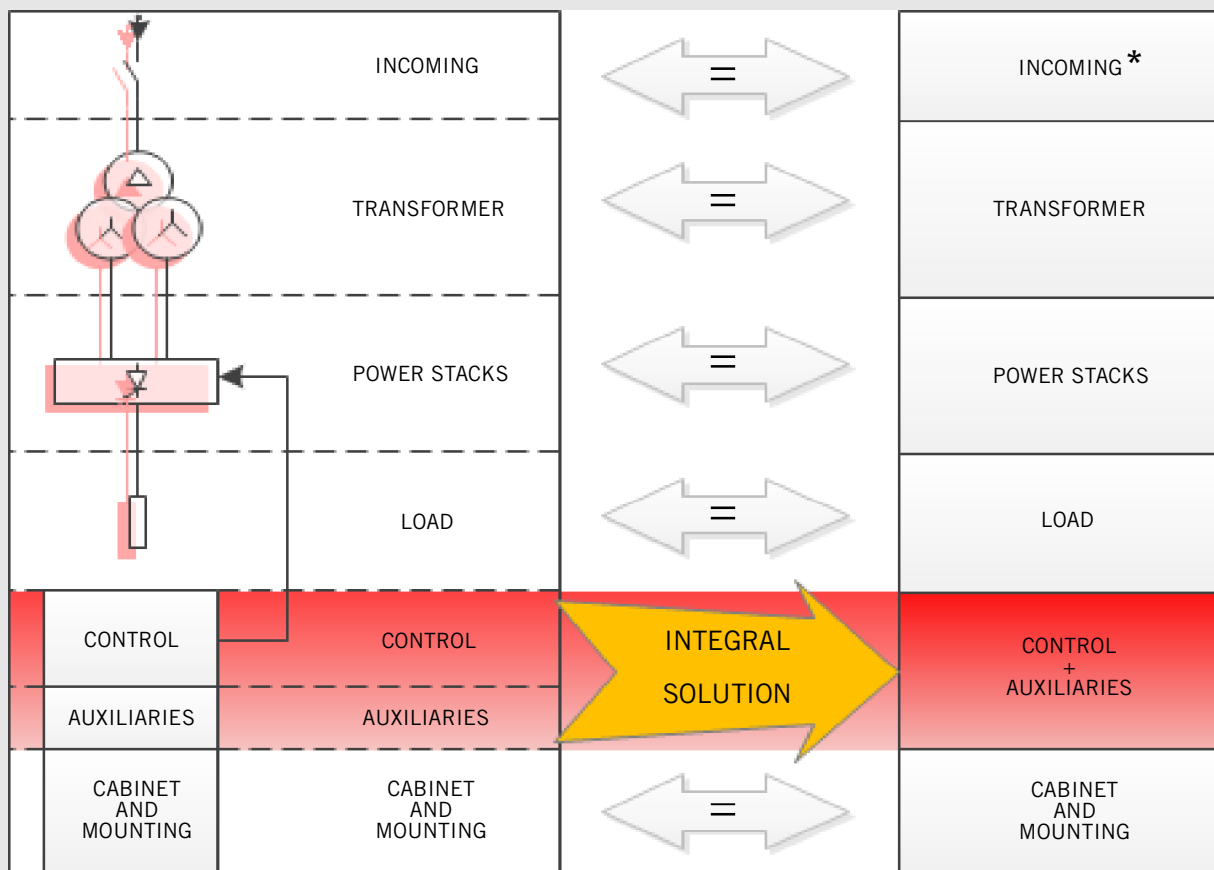 INCOMING
=
INCOMING*
TRANSFORMER
=
TRANSFORMER
POWER STACKS
=
POWER STACKS
LOAD
=
LOAD
CONTROL
CONTROL
INTEGRAL
SOLUTION
CONTROL
+
AUXILIARIES
AUXILIARIES
AUXILIARIES
CABINET
AND
MOUNTING
CABINET
AND
MOUNTING
=
CABINET
AND
MOUNTING